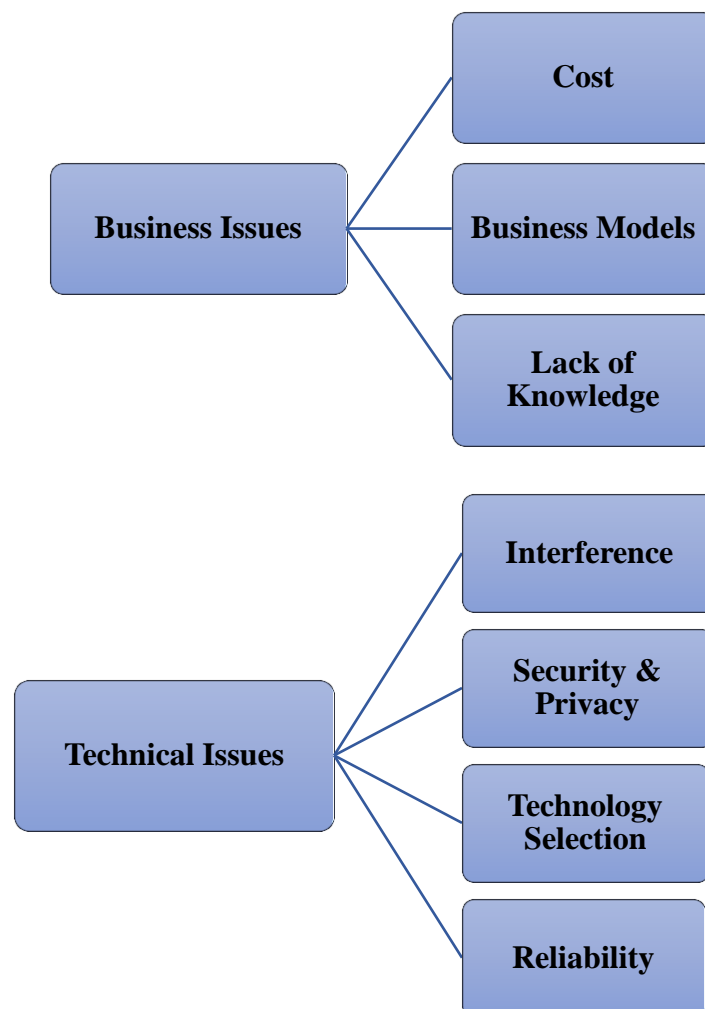 Cost
Business Issues
Business Models
Lack of
Knowledge
Interference
Security &
Privacy
Technical Issues
Technology
Selection
Reliability